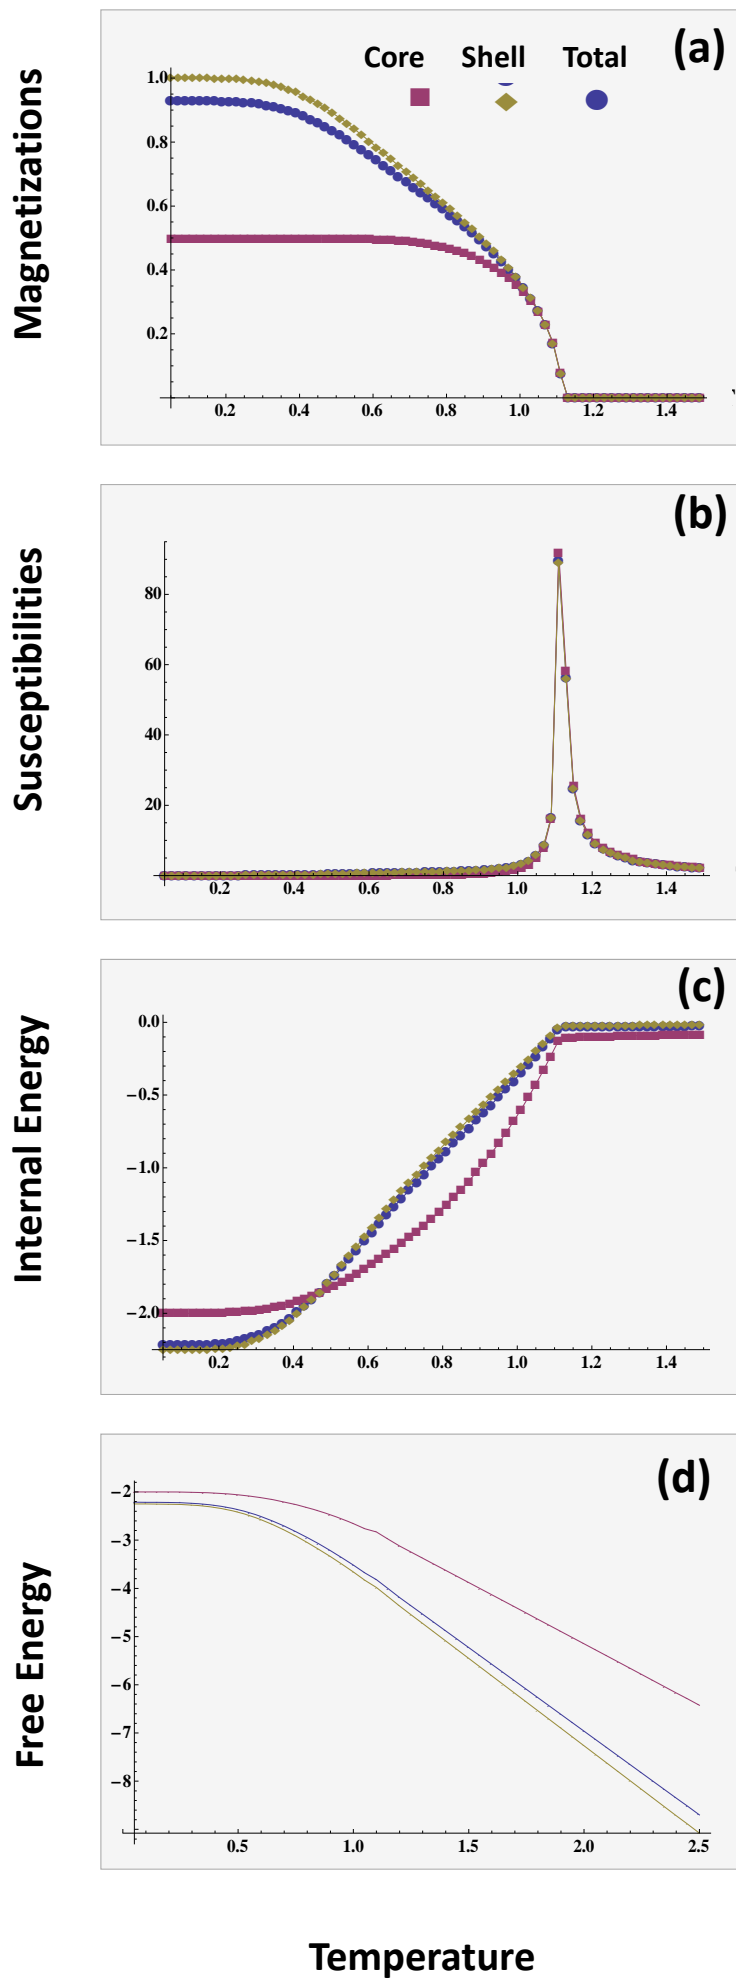 (a)
Core Shell Total
Magnetizations
1.0
0.8
0.6
0.4
0.2
0.2 0.4 0.6 0.8 1.0 1.2 1.4
(b)
Susceptibilities
80
60
40
20
0.2 0.4 0.6 0.8 1.0 1.2 1.4
(c)
Internal Energy
0.0
−0.5
−1.0
−1.5
−2.0
0.2 0.4 0.6 0.8 1.0 1.2 1.4
(d)
Free Energy
−2
−3
−4
−5
−6
−7
−8
0.5 1.0 1.5 2.0 2.5
Temperature